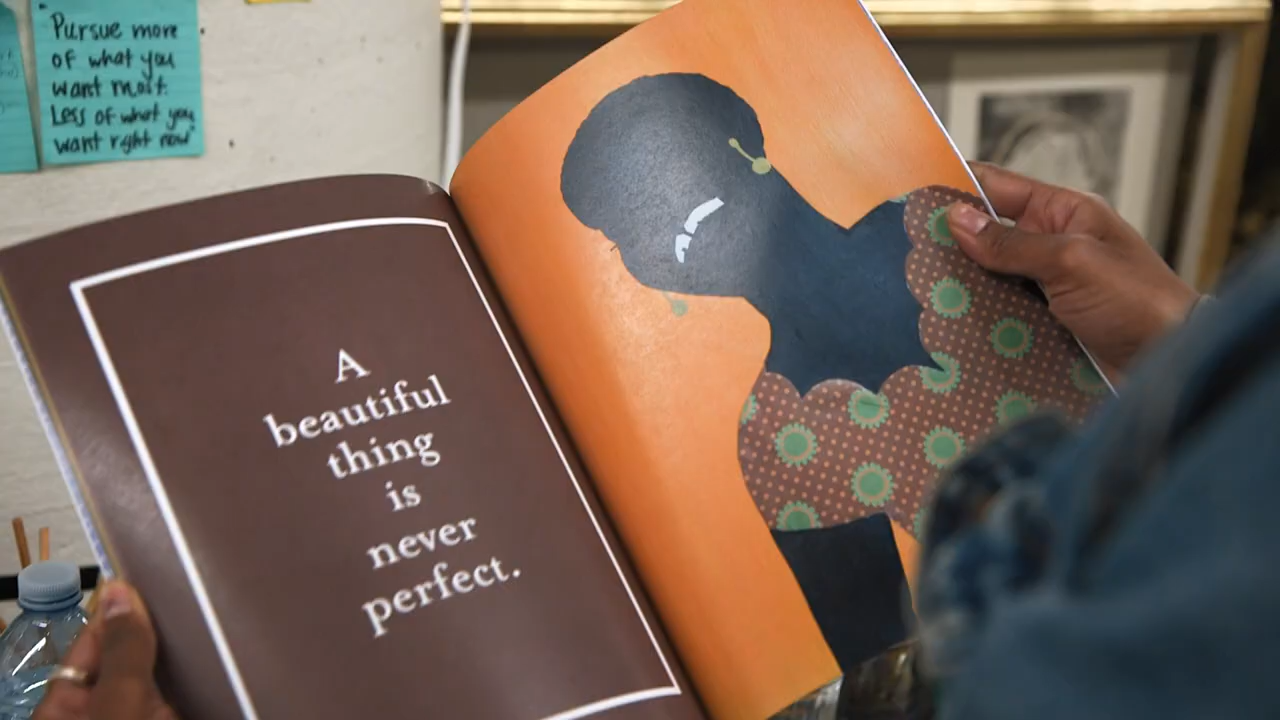 "Pursue more
of what you
want most.
Less of what you
want right now"
A
beautiful
thing
is
never
perfect.